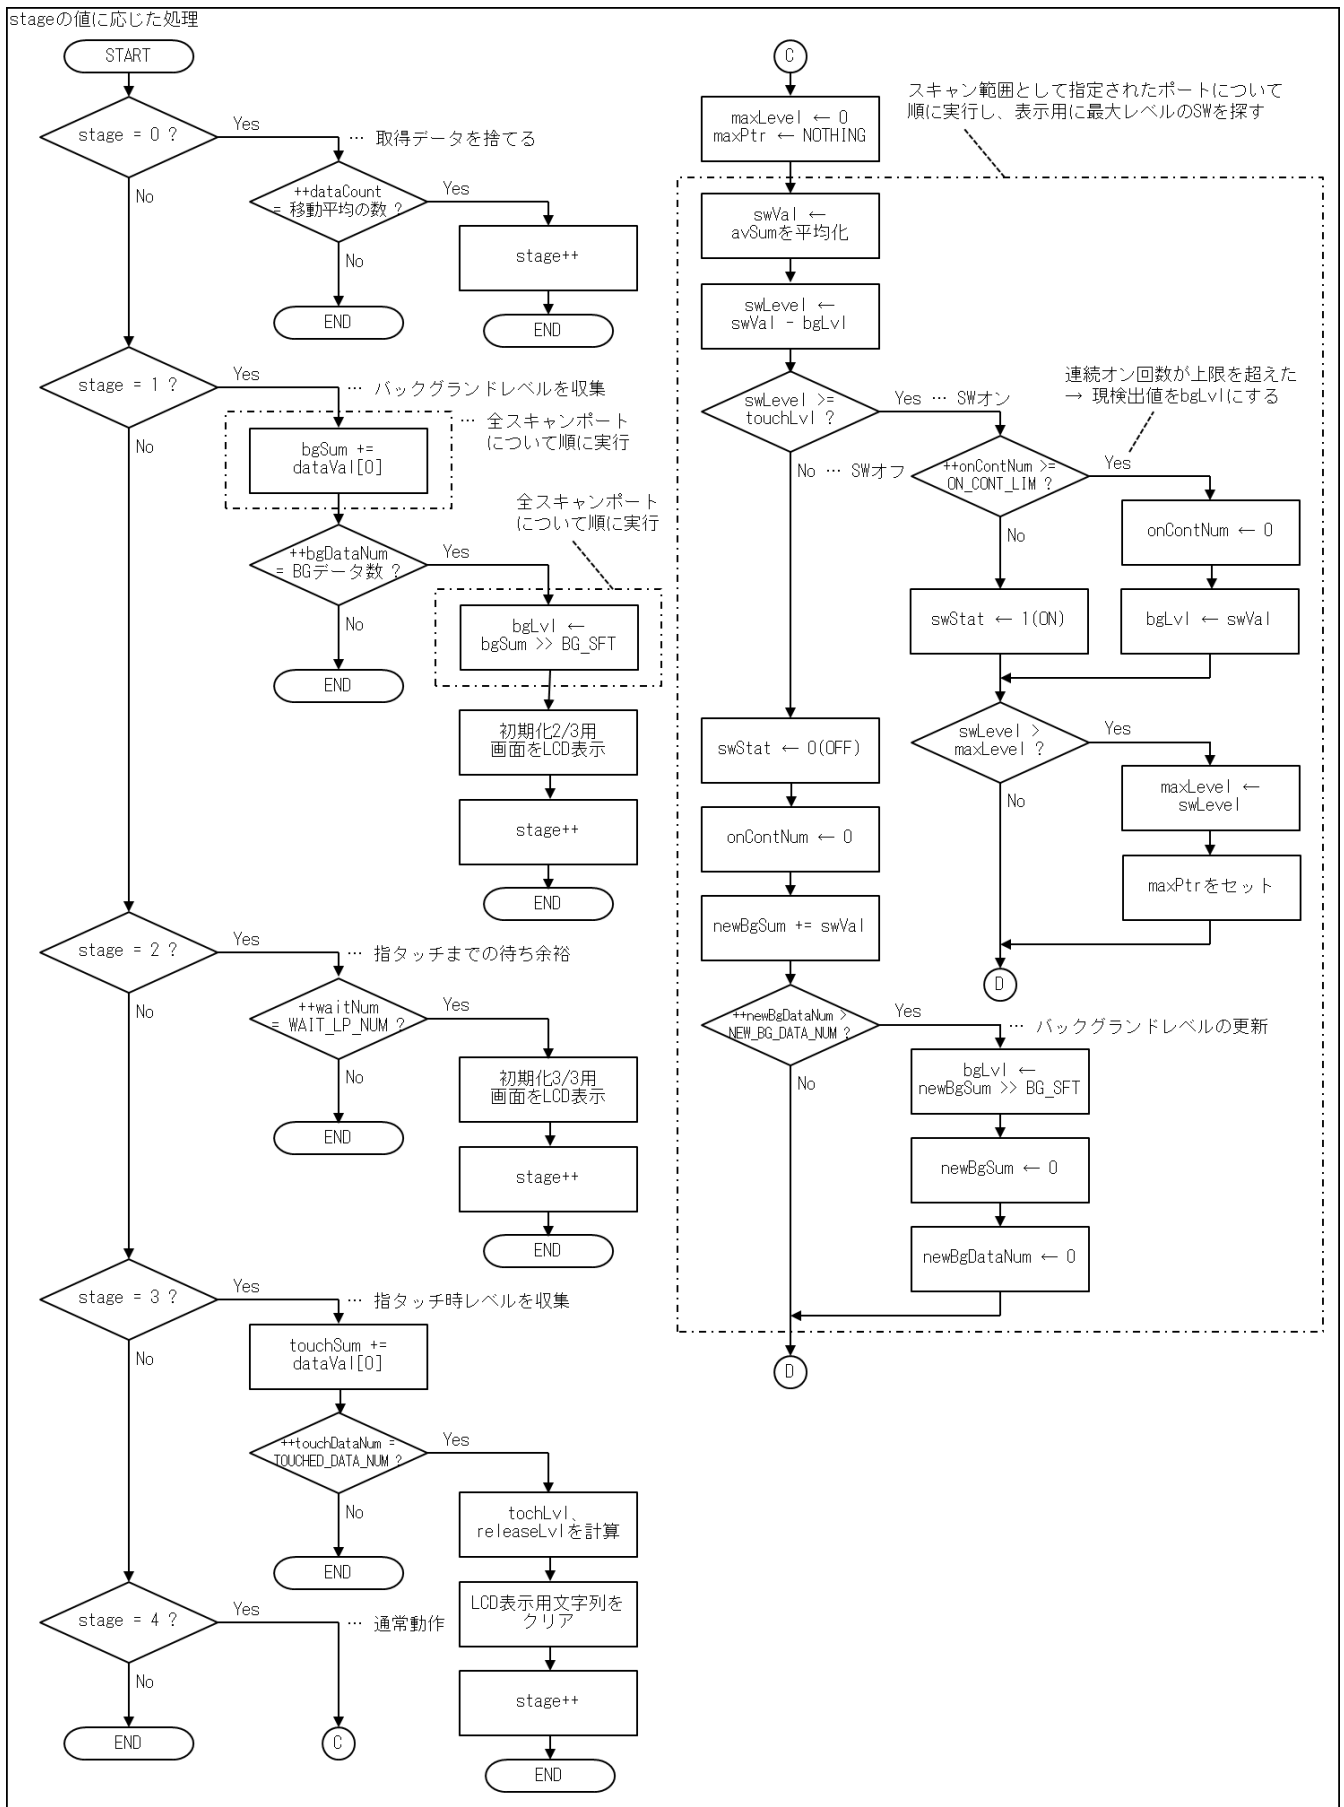 stageの値に応じた処理
START
stage = 0 ?
Yes
… 取得データを捨てる
No
++dataCount
= 移動平均の数 ?
Yes
No
stage++
END
END
stage = 1 ?
Yes
… バックグランドレベルを収集
No
… 全スキャンポート
について順に実行
bgSum +=
dataVal[0]
全スキャンポート
について順に実行
++bgDataNum
= BGデータ数 ?
Yes
No
bgLvl ←
bgSum >> BG_SFT
END
初期化2/3用
画面をLCD表示
stage++
END
stage = 2 ?
Yes
… 指タッチまでの待ち余裕
No
++waitNum
= WAIT_LP_NUM ?
Yes
No
初期化3/3用
画面をLCD表示
END
stage++
END
stage = 3 ?
Yes
… 指タッチ時レベルを収集
No
touchSum +=
dataVal[0]
++touchDataNum =
TOUCHED_DATA_NUM ?
Yes
No
tochLvl、
releaseLvlを計算
END
LCD表示用文字列を
クリア
stage++
END
stage = 4 ?
Yes
… 通常動作
No
END
C
C
maxLevel ← 0
maxPtr ← NOTHING
スキャン範囲として指定されたポートについて
順に実行し、表示用に最大レベルのSWを探す
swVal ←
avSumを平均化
swLevel ←
swVal - bgLvl
swLevel >=
touchLvl ?
Yes … SWオン
No … SWオフ
連続オン回数が上限を超えた
→ 現検出値をbgLvlにする
++onContNum >=
ON_CONT_LIM ?
Yes
No
onContNum ← 0
swStat ← 1(ON)
bgLvl ← swVal
swLevel >
maxLevel ?
Yes
No
maxLevel ←
swLevel
maxPtrをセット
D
swStat ← 0(OFF)
onContNum ← 0
newBgSum += swVal
++newBgDataNum >
NEW_BG_DATA_NUM ?
Yes
… バックグランドレベルの更新
No
bgLvl ←
newBgSum >> BG_SFT
newBgSum ← 0
newBgDataNum ← 0
D